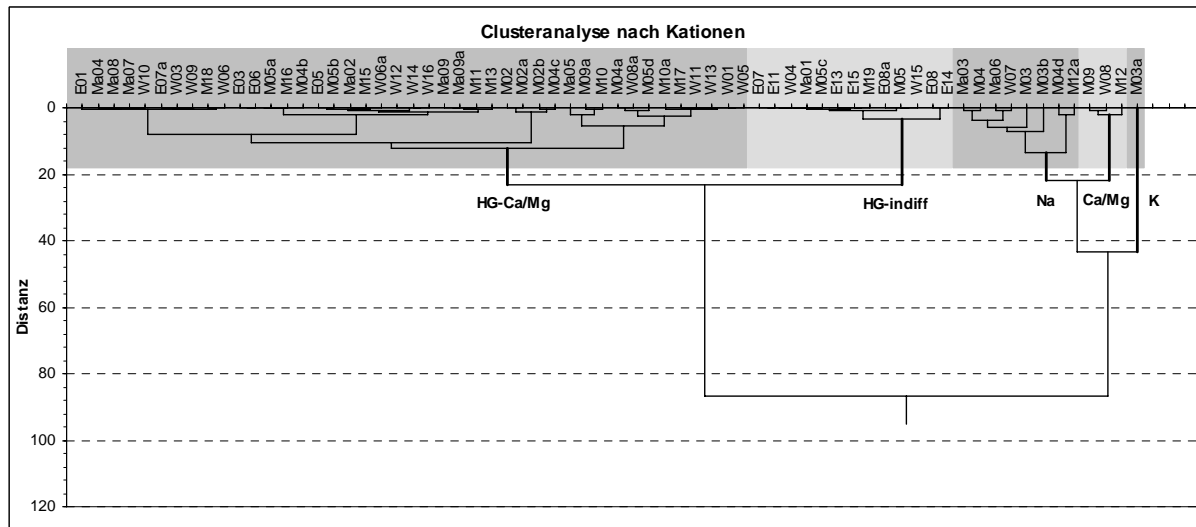 Clusteranalyse nach Kationen
E01 Ma04 Ma08 Ma07 W10 E07a W03 W09 M18 W06 E03 E06 M05a M16 M04b E05 M05b Ma02 M15 W06a W12 W14 W16 Ma09 Ma09a M11 M13 M02 M02a M02b M04c Ma05 M09a M10 M04a W08a M05d M10a M17 W11 W13 W01 W05 E07 E11 W04 Ma01 M05c E13 E15 M19 E08a M05 W15 E08 E14 Ma03 M04 Ma06 W07 M03 M03b M04d M12a M09 W08 M12 M03a
0
20
HG-Ca/Mg HG-indiff Na Ca/Mg K
40
Distanz
60
80
100
120